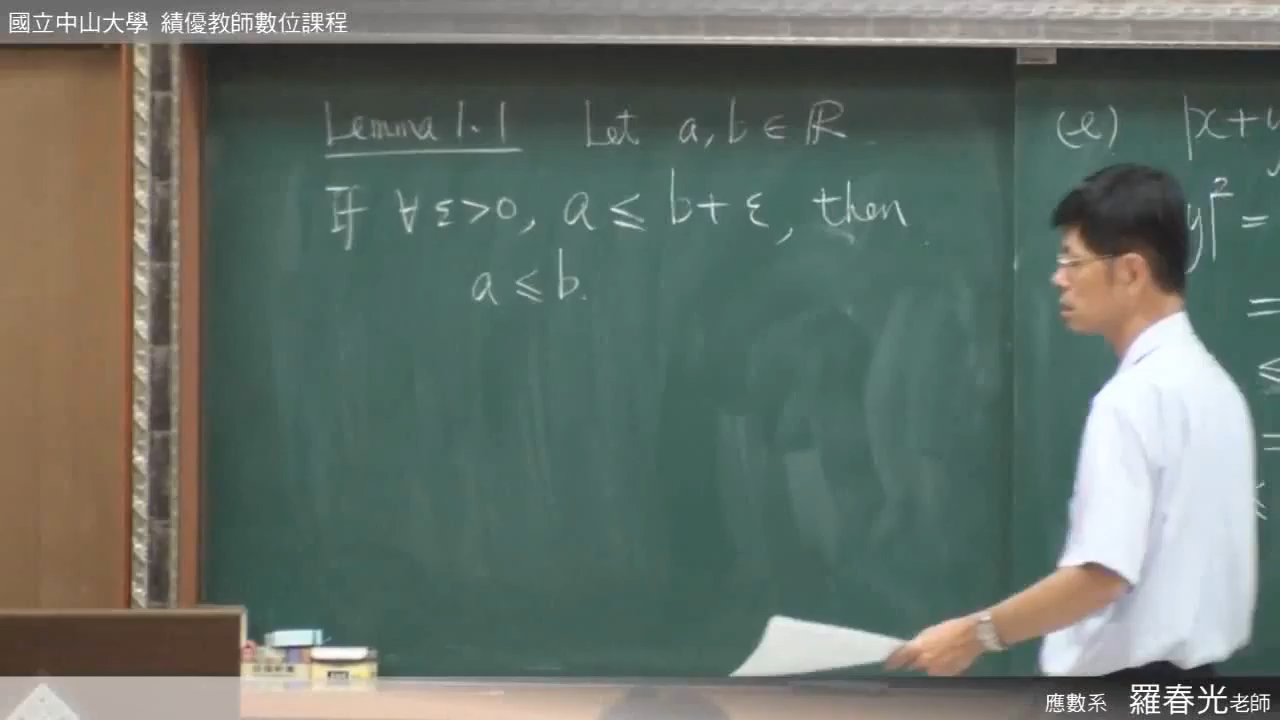 國立中山大學 績優教師數位課程
Lemma 1.1 Let a, b ∈ ℝ.
If ∀ ε>0, a ≤ b+ε, then
a ≤ b.
(e) |x+y
y|² =
=
≤
=
≤
應數系 羅春光老師